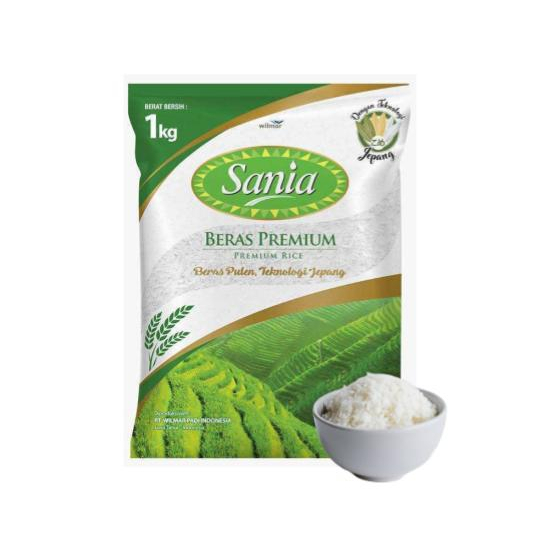 BERAT BERSIH :
1kg
wilmar
Dengan Teknologi
Jepang
Sania
BERAS PREMIUM
PREMIUM RICE
Beras Pulen, Teknologi Jepang
PT WILMAR PADI INDONESIA